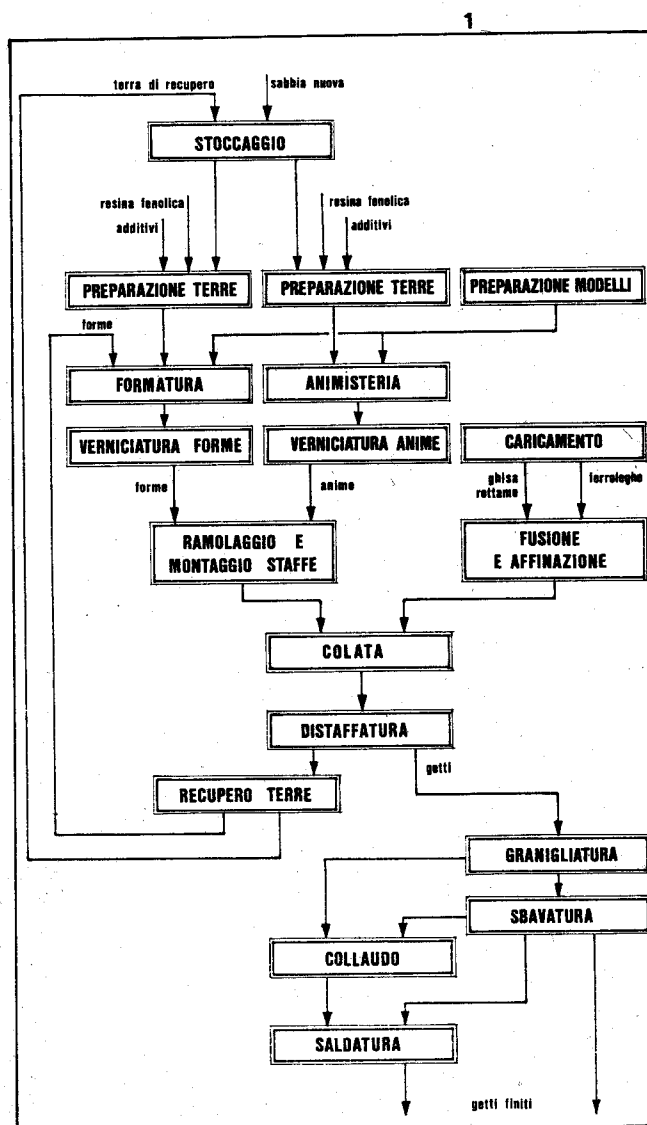 1
terra di recupero
sabbia nuova
STOCCAGGIO
resina fenolica
additivi
resina fenolica
additivi
PREPARAZIONE TERRE
PREPARAZIONE TERRE
PREPARAZIONE MODELLI
forme
FORMATURA
ANIMISTERIA
VERNICIATURA FORME
VERNICIATURA ANIME
CARICAMENTO
forme
anime
ghisa
rottame
ferroleghe
RAMOLAGGIO E
MONTAGGIO STAFFE
FUSIONE
E AFFINAZIONE
COLATA
DISTAFFATURA
getti
RECUPERO TERRE
GRANIGLIATURA
SBAVATURA
COLLAUDO
SALDATURA
getti finiti